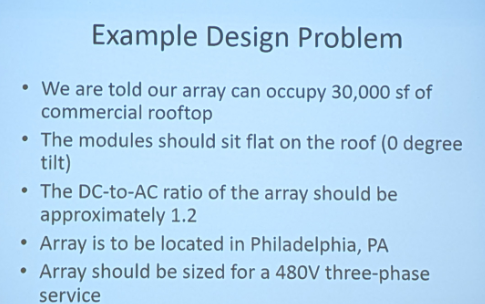 Example Design Problem
• We are told our array can occupy 30,000 sf of
commercial rooftop
• The modules should sit flat on the roof (0 degree
tilt)
• The DC-to-AC ratio of the array should be
approximately 1.2
• Array is to be located in Philadelphia, PA
• Array should be sized for a 480V three-phase
service